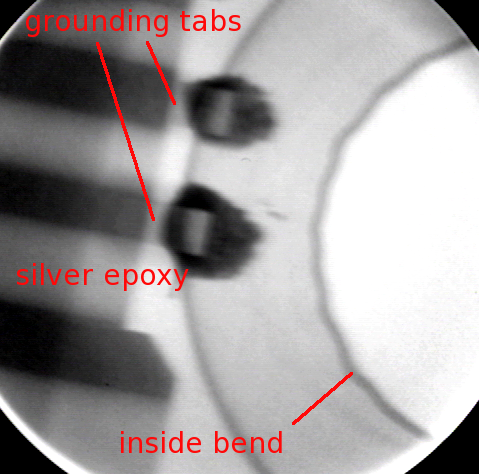 grounding tabs
silver epoxy
inside bend